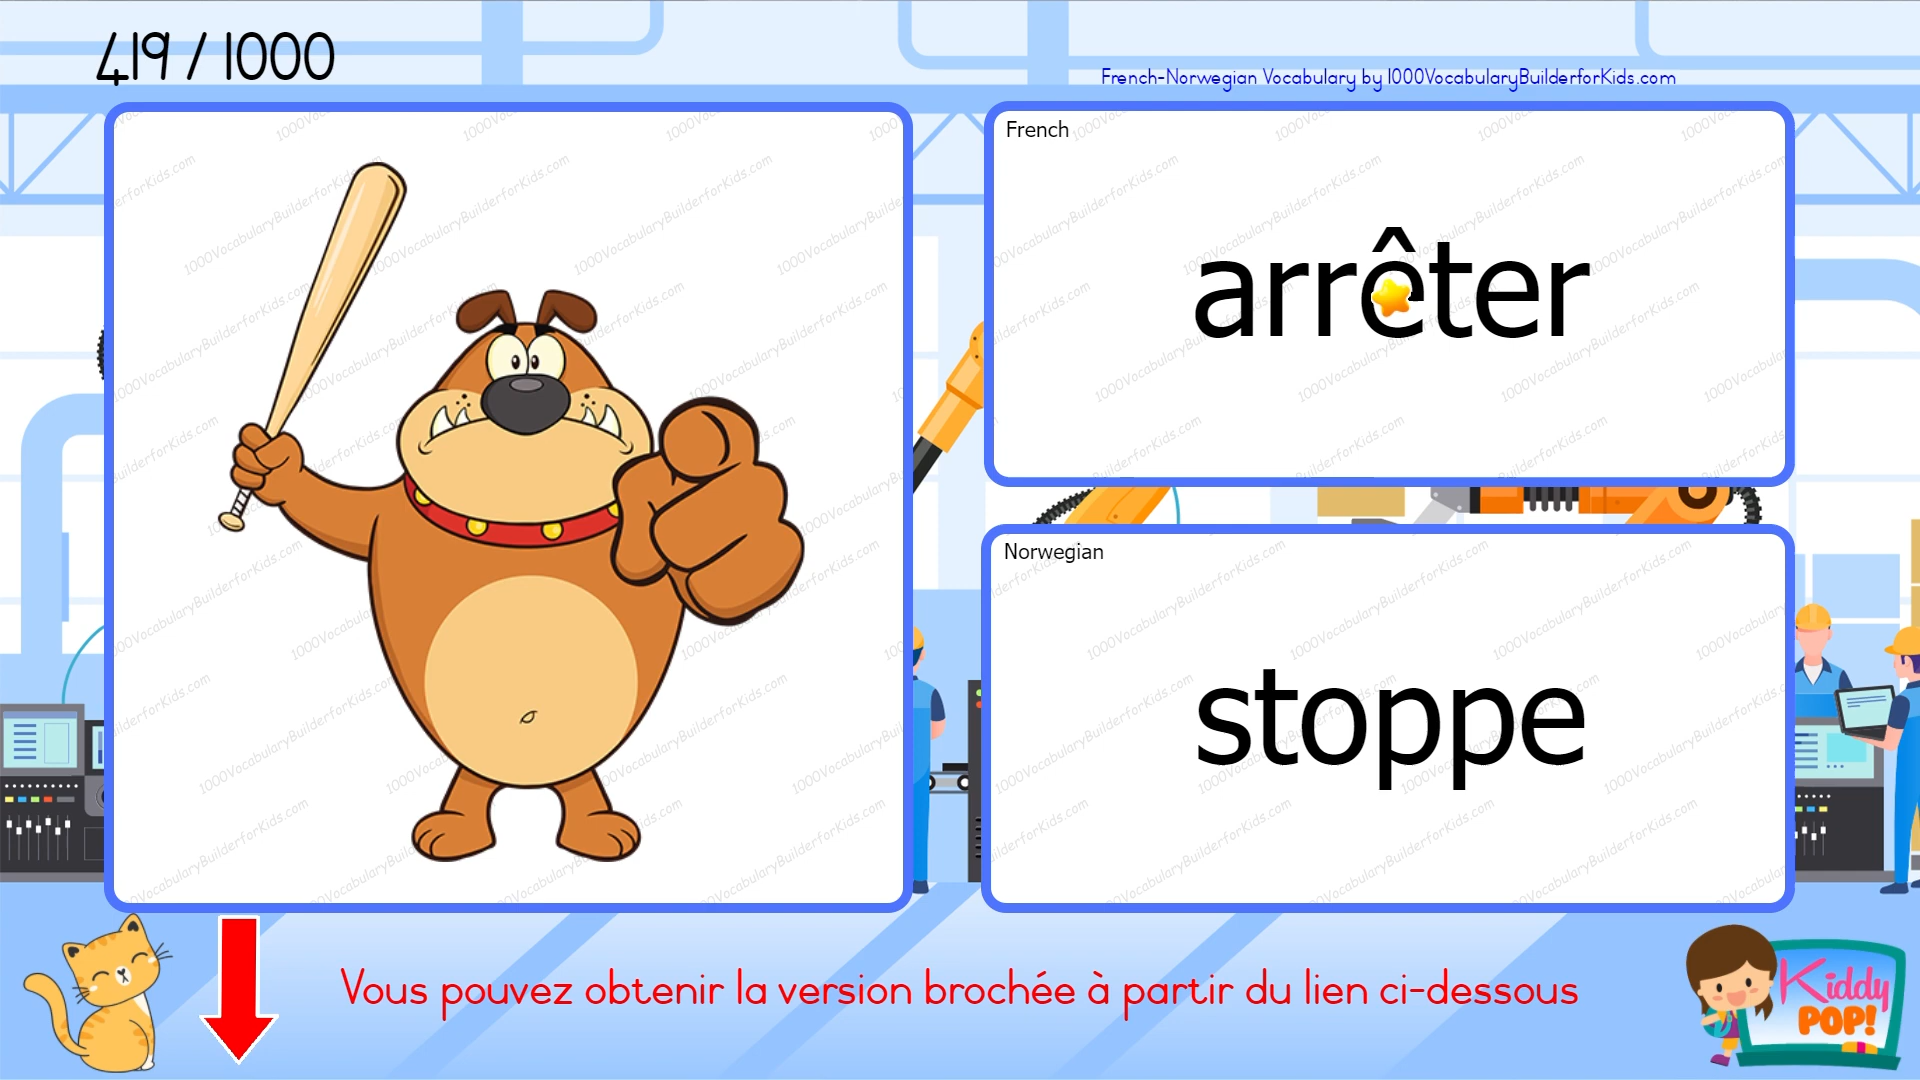 419 / 1000
French-Norwegian Vocabulary by 1000VocabularyBuilderforKids.com
French
arrêter
Norwegian
stoppe
Vous pouvez obtenir la version brochée à partir du lien ci-dessous
Kiddy
POP!